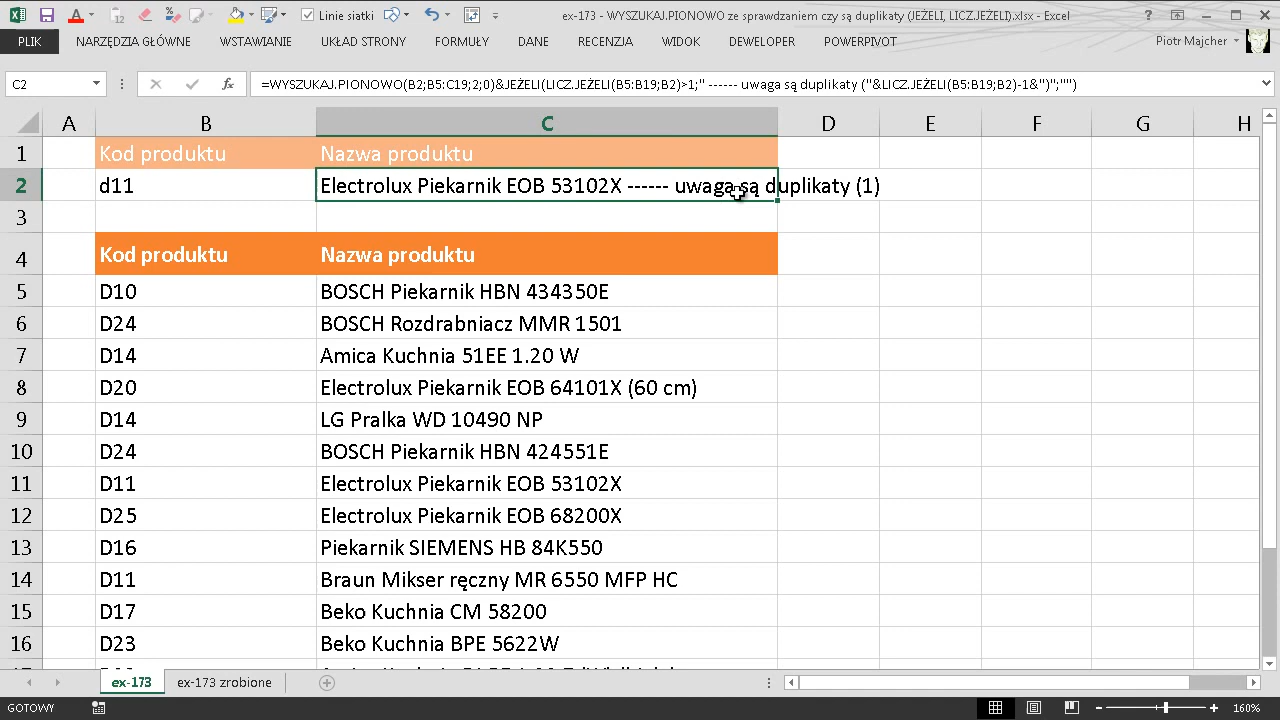 ex-173 - WYSZUKAJ.PIONOWO ze sprawdzaniem czy są duplikaty (JEŻELI, LICZ.JEŻELI).xlsx - Excel
PLIK NARZĘDZIA GŁÓWNE WSTAWIANIE UKŁAD STRONY FORMUŁY DANE RECENZJA WIDOK DEWELOPER POWERPIVOT Piotr Majcher
C2 =WYSZUKAJ.PIONOWO(B2;B5:C19;2;0)&JEŻELI(LICZ.JEŻELI(B5:B19;B2)>1;" ------ uwaga są duplikaty ("&LICZ.JEŻELI(B5:B19;B2)-1&")";"")
A B C D E F G H
1 Kod produktu Nazwa produktu
2 d11 Electrolux Piekarnik EOB 53102X ------ uwaga są duplikaty (1)
3
4 Kod produktu Nazwa produktu
5 D10 BOSCH Piekarnik HBN 434350E
6 D24 BOSCH Rozdrabniacz MMR 1501
7 D14 Amica Kuchnia 51EE 1.20 W
8 D20 Electrolux Piekarnik EOB 64101X (60 cm)
9 D14 LG Pralka WD 10490 NP
10 D24 BOSCH Piekarnik HBN 424551E
11 D11 Electrolux Piekarnik EOB 53102X
12 D25 Electrolux Piekarnik EOB 68200X
13 D16 Piekarnik SIEMENS HB 84K550
14 D11 Braun Mikser ręczny MR 6550 MFP HC
15 D17 Beko Kuchnia CM 58200
16 D23 Beko Kuchnia BPE 5622W
ex-173 ex-173 zrobione
GOTOWY 160%